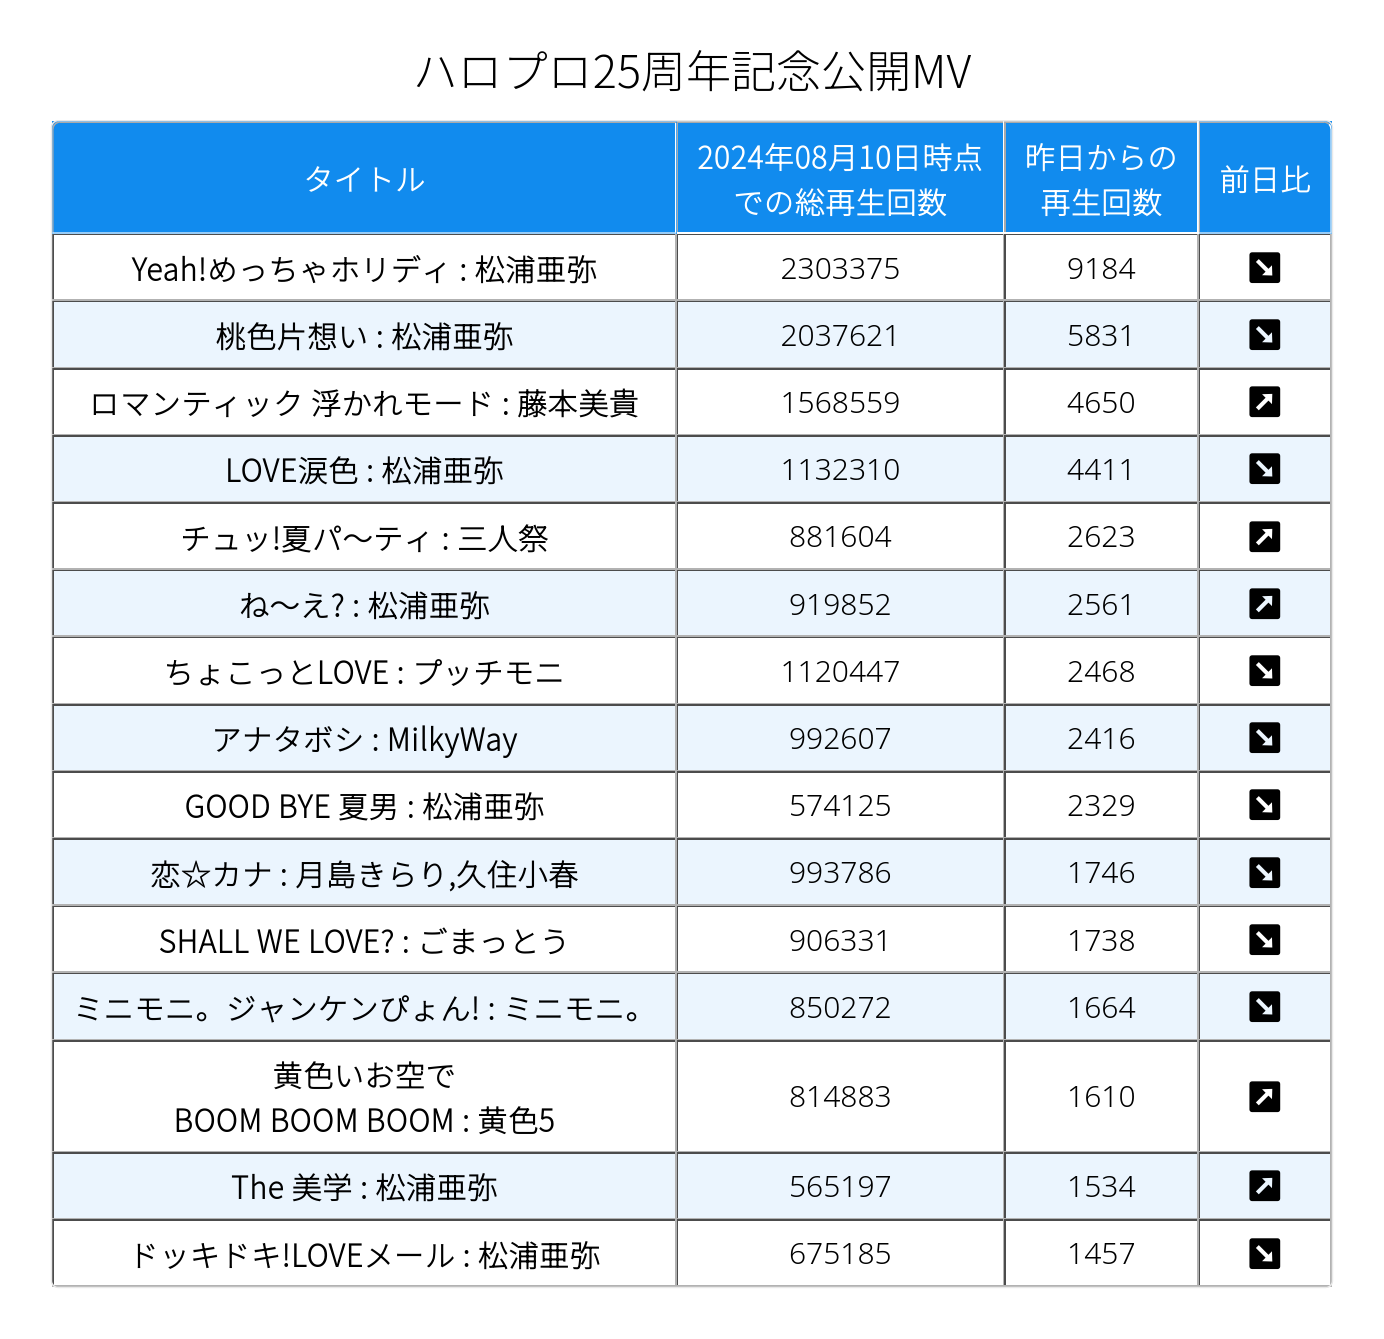 ハロプロ25周年記念公開MV
タイトル 2024年08月10日時点 昨日からの 前日比
での総再生回数 再生回数
Yeah!めっちゃホリディ : 松浦亜弥 2303375 9184 ↘
桃色片想い : 松浦亜弥 2037621 5831 ↘
ロマンティック 浮かれモード : 藤本美貴 1568559 4650 ↗
LOVE涙色 : 松浦亜弥 1132310 4411 ↘
チュッ!夏パ〜ティ : 三人祭 881604 2623 ↗
ね〜え? : 松浦亜弥 919852 2561 ↗
ちょこっとLOVE : プッチモニ 1120447 2468 ↘
アナタボシ : MilkyWay 992607 2416 ↘
GOOD BYE 夏男 : 松浦亜弥 574125 2329 ↘
恋☆カナ : 月島きらり,久住小春 993786 1746 ↘
SHALL WE LOVE? : ごまっとう 906331 1738 ↘
ミニモニ。ジャンケンぴょん! : ミニモニ。 850272 1664 ↘
黄色いお空で
BOOM BOOM BOOM : 黄色5 814883 1610 ↗
The 美学 : 松浦亜弥 565197 1534 ↗
ドッキドキ!LOVEメール : 松浦亜弥 675185 1457 ↘